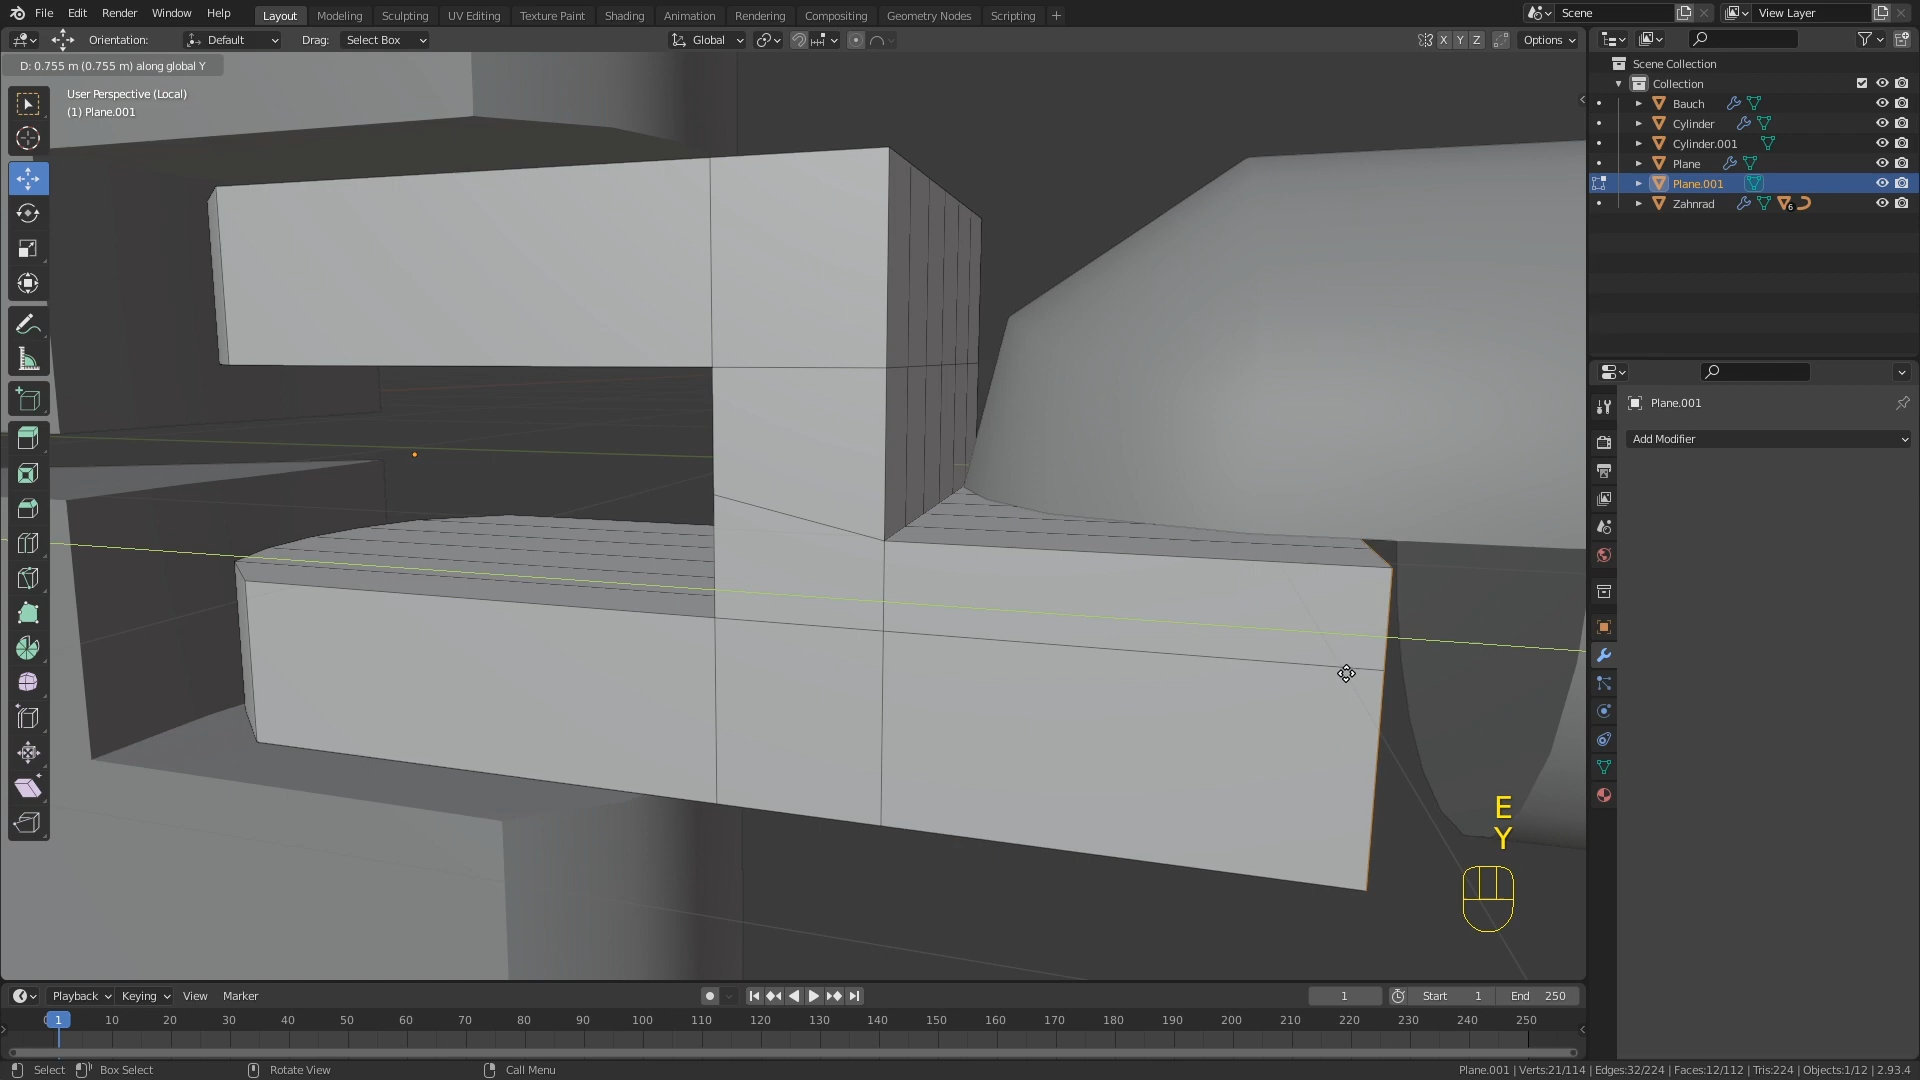 File Edit Render Window Help Layout Modeling Sculpting UV Editing Texture Paint Shading Animation Rendering Compositing Geometry Nodes Scripting + Scene View Layer
Orientation: Default Drag: Select Box Global X Y Z Options
D: 0.755 m (0.755 m) along global Y
User Perspective (Local)
(1) Plane.001
Scene Collection
Collection
Bauch
Cylinder
Cylinder.001
Plane
Plane.001
Zahnrad 6
Plane.001
Add Modifier
E
Y
Playback Keying View Marker 1 Start 1 End 250
1 10 20 30 40 50 60 70 80 90 100 110 120 130 140 150 160 170 180 190 200 210 220 230 240 250
Select Box Select Rotate View Call Menu Plane.001 | Verts:21/114 | Edges:32/224 | Faces:12/112 | Tris:224 | Objects:1/12 | 2.93.4